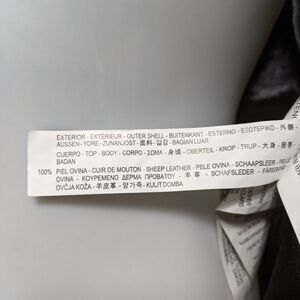 EXTERIOR - EXTÉRIEUR - OUTER SHELL - BUITENKANT - ESTERNO - ΕΞΩΤΕΡΙΚΟ - 外側
AUSSEN - YDRE - ZUNANJOST - 面料 - 겉감 - BAGIAN LUAR
CUERPO - TOP - BODY - CORPO - ΣΩΜΑ - 身頃 - OBERTEIL - KROP - TRUP - 大身 -
BADAN
100% PIEL OVINA - CUIR DE MOUTON - SHEEP LEATHER - PELE OVINA - SCHAAPSLEER -
OVINA - ΚΟΥΡΕΜΕΝΟ ΔΕΡΜΑ ΠΡΟΒΑΤΟΥ - 羊革 - SCHAFSLEDER -
OVČJA KOŽA - 羊皮革 - 양가죽 - KULIT DOMBA